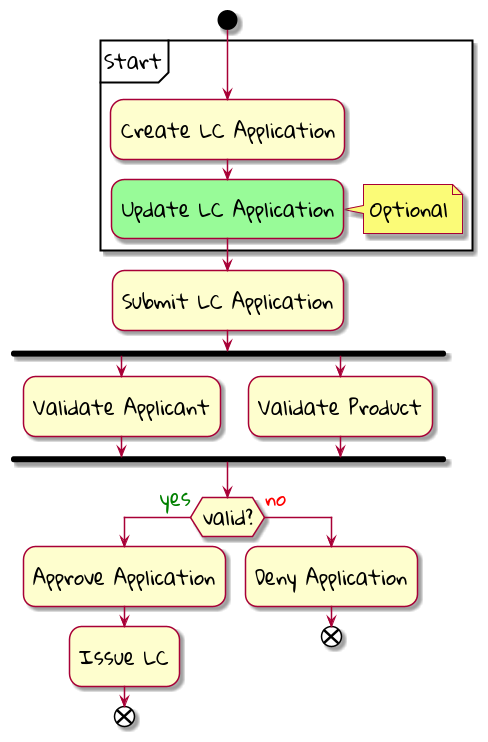 Start
Create LC Application
Update LC Application
Optional
Submit LC Application
Validate Applicant
Validate Product
yes
valid?
no
Approve Application
Deny Application
Issue LC